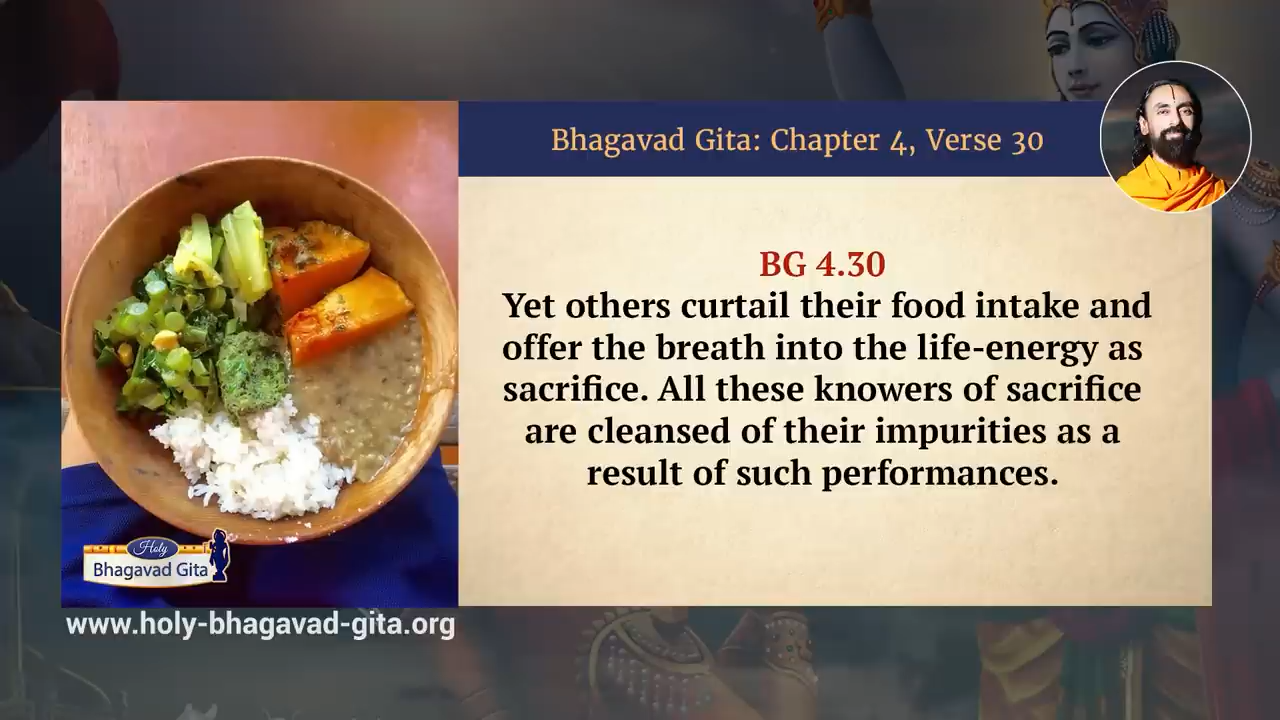 Bhagavad Gita: Chapter 4, Verse 30
BG 4.30
Yet others curtail their food intake and
offer the breath into the life-energy as
sacrifice. All these knowers of sacrifice
are cleansed of their impurities as a
result of such performances.
Holy
Bhagavad Gita
www.holy-bhagavad-gita.org